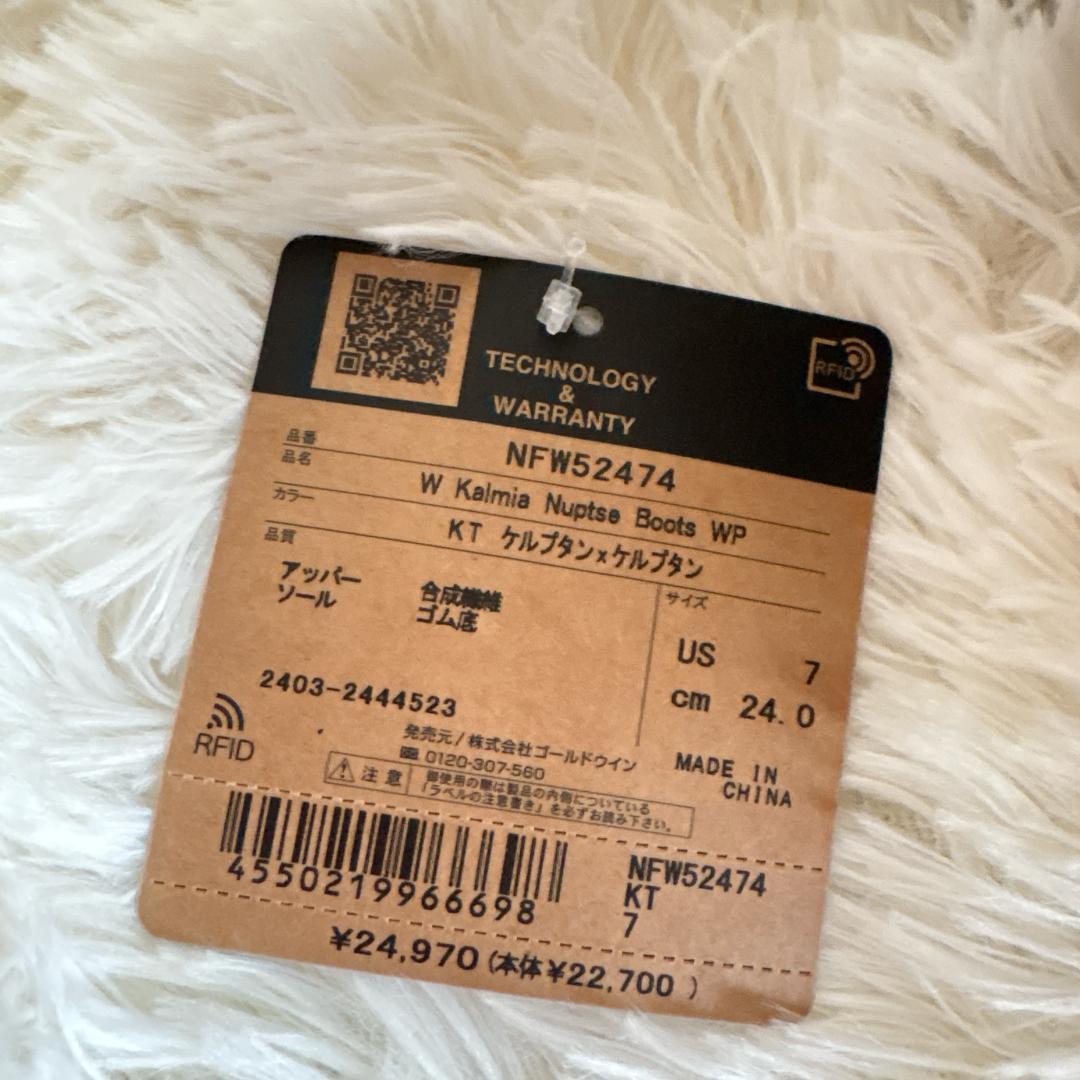 TECHNOLOGY
&
WARRANTY
RFID
品番 NFW52474
品名 W Kalmia Nuptse Boots WP
カラー KT ケルプタンxケルプタン
品質
アッパー 合成繊維
ソール ゴム底
サイズ
US 7
cm 24.0
2403-2444523
RFID
発売元/株式会社ゴールドウイン
0120-307-560
MADE IN
CHINA
注意
御使用の際は製品の内側についている
「ラベルの注意書き」を必ずお読み下さい。
4550219966698
NFW52474
KT
7
¥24,970(本体¥22,700 )